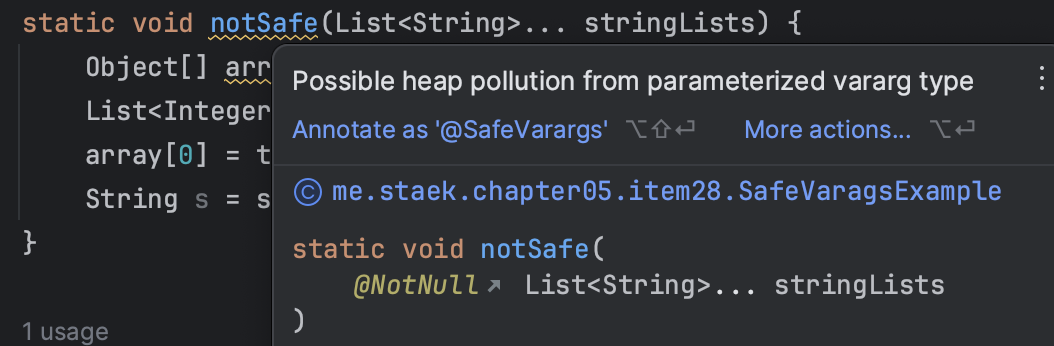 static void notSafe(List<String>... stringLists) {
Object[] arr
List<Integer
array[0] = t
String s = s
}
1 usage
Possible heap pollution from parameterized vararg type
Annotate as '@SafeVarargs' ⌥⇧⏎ More actions... ⌥⏎
© me.staek.chapter05.item28.SafeVaragsExample
static void notSafe(
@NotNull↗ List<String>... stringLists
)